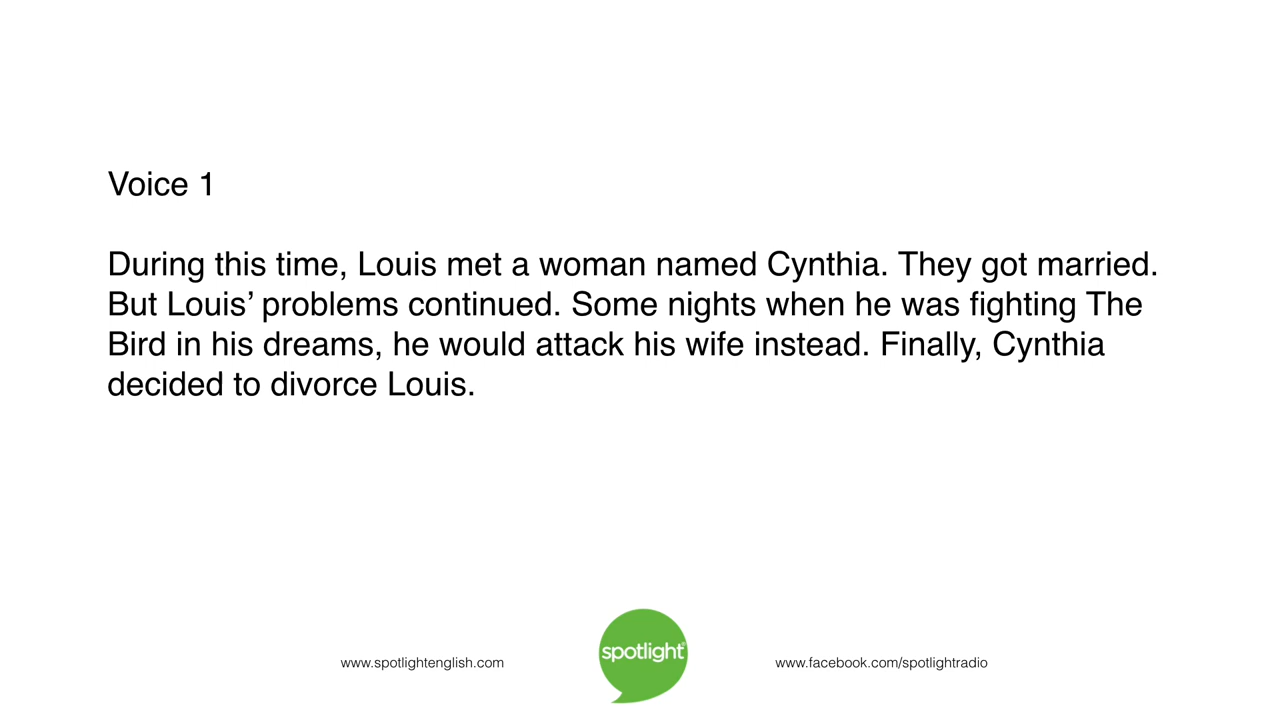 Voice 1
During this time, Louis met a woman named Cynthia. They got married.
But Louis’ problems continued. Some nights when he was fighting The
Bird in his dreams, he would attack his wife instead. Finally, Cynthia
decided to divorce Louis.
www.spotlightenglish.com
spotlight®
www.facebook.com/spotlightradio